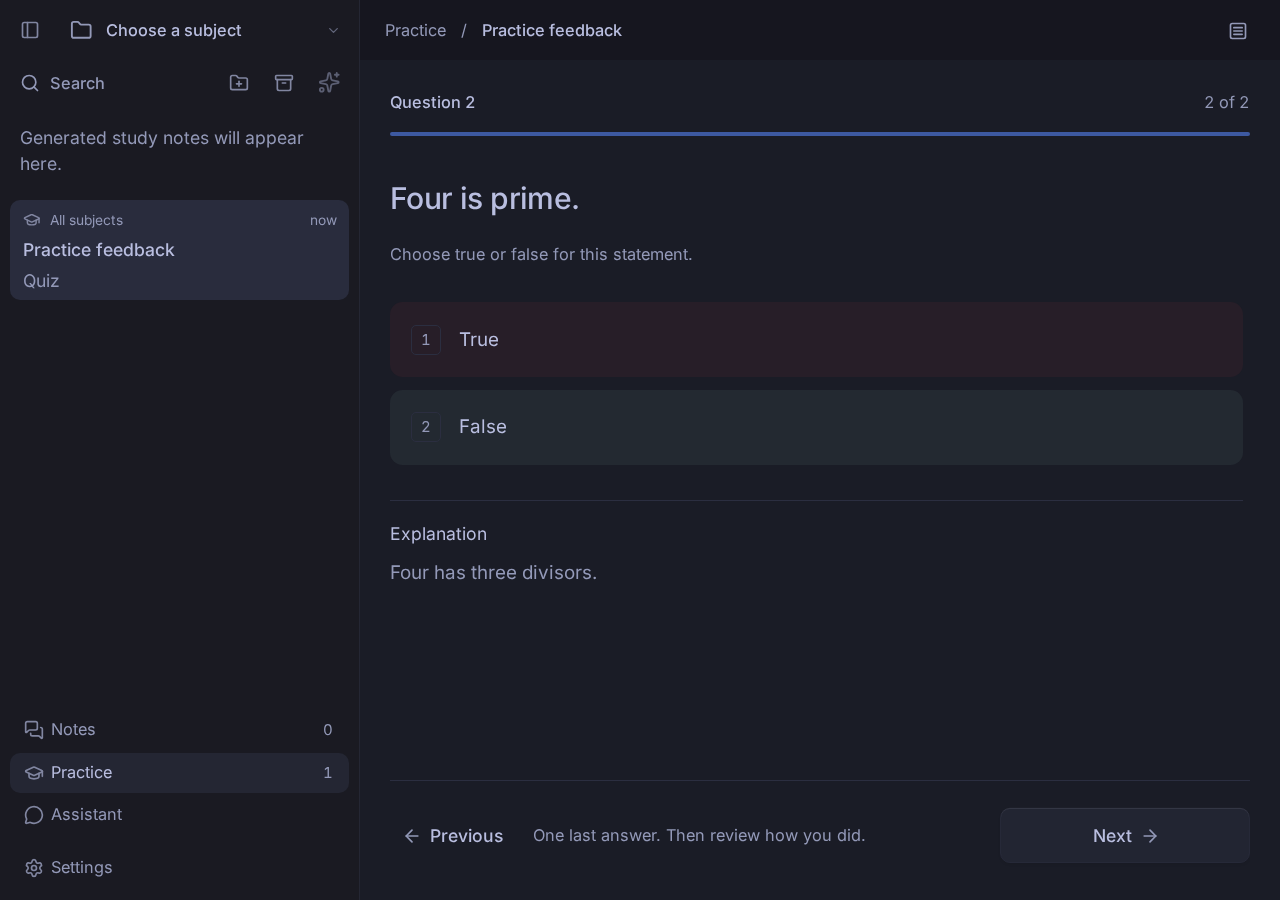 Choose a subject
Search
Generated study notes will appear
here.
All subjects now
Practice feedback
Quiz
Notes 0
Practice 1
Assistant
Settings
Practice / Practice feedback
Question 2 2 of 2
Four is prime.
Choose true or false for this statement.
1 True
2 False
Explanation
Four has three divisors.
Previous One last answer. Then review how you did. Next